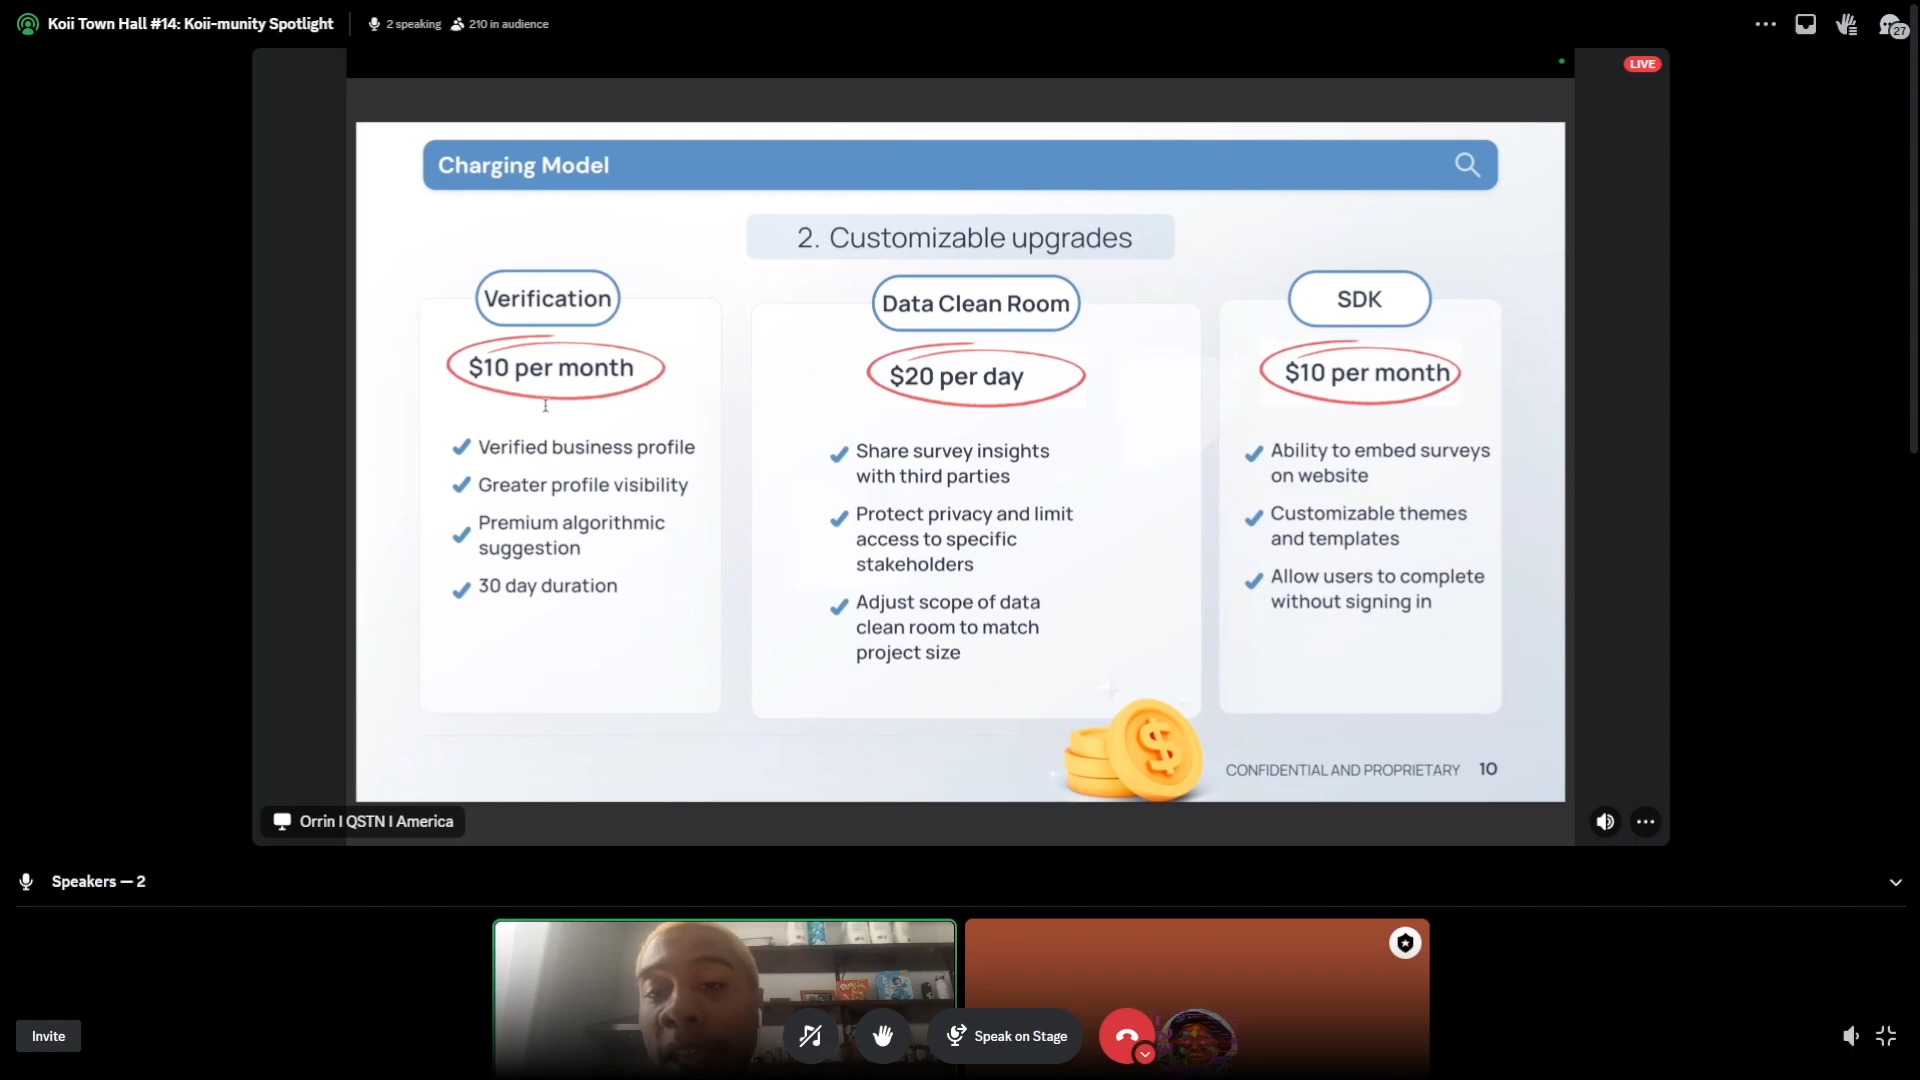 Koii Town Hall #14: Koii-munity Spotlight
2 speaking
210 in audience
27
LIVE
Charging Model
2. Customizable upgrades
Verification
$10 per month
Verified business profile
Greater profile visibility
Premium algorithmic
suggestion
30 day duration
Data Clean Room
$20 per day
Share survey insights
with third parties
Protect privacy and limit
access to specific
stakeholders
Adjust scope of data
clean room to match
project size
SDK
$10 per month
Ability to embed surveys
on website
Customizable themes
and templates
Allow users to complete
without signing in
$
CONFIDENTIAL AND PROPRIETARY 10
Orrin I QSTN I America
Speakers — 2
Invite
Speak on Stage